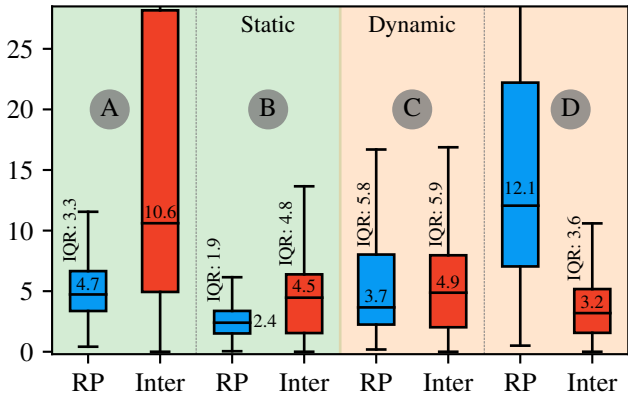 Static
Dynamic
A
B
C
D
25
20
15
10
5
0
IQR: 3.3
4.7
10.6
IQR: 1.9
2.4
IQR: 4.8
4.5
IQR: 5.8
3.7
IQR: 5.9
4.9
12.1
IQR: 3.6
3.2
RP Inter RP Inter RP Inter RP Inter